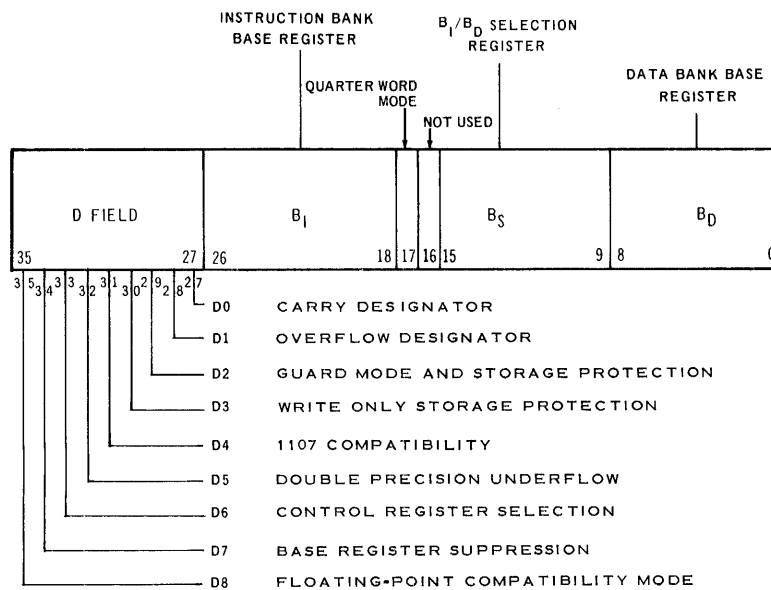 INSTRUCTION BANK
BASE REGISTER
B_I/B_D SELECTION
REGISTER
DATA BANK BASE
REGISTER
QUARTER WORD
MODE
NOT USED
D FIELD
B_I
B_S
B_D
35 27 26 18 17 16 15 9 8 0
35 34 33 32 31 30 29 28 27
D0 CARRY DESIGNATOR
D1 OVERFLOW DESIGNATOR
D2 GUARD MODE AND STORAGE PROTECTION
D3 WRITE ONLY STORAGE PROTECTION
D4 1107 COMPATIBILITY
D5 DOUBLE PRECISION UNDERFLOW
D6 CONTROL REGISTER SELECTION
D7 BASE REGISTER SUPPRESSION
D8 FLOATING-POINT COMPATIBILITY MODE